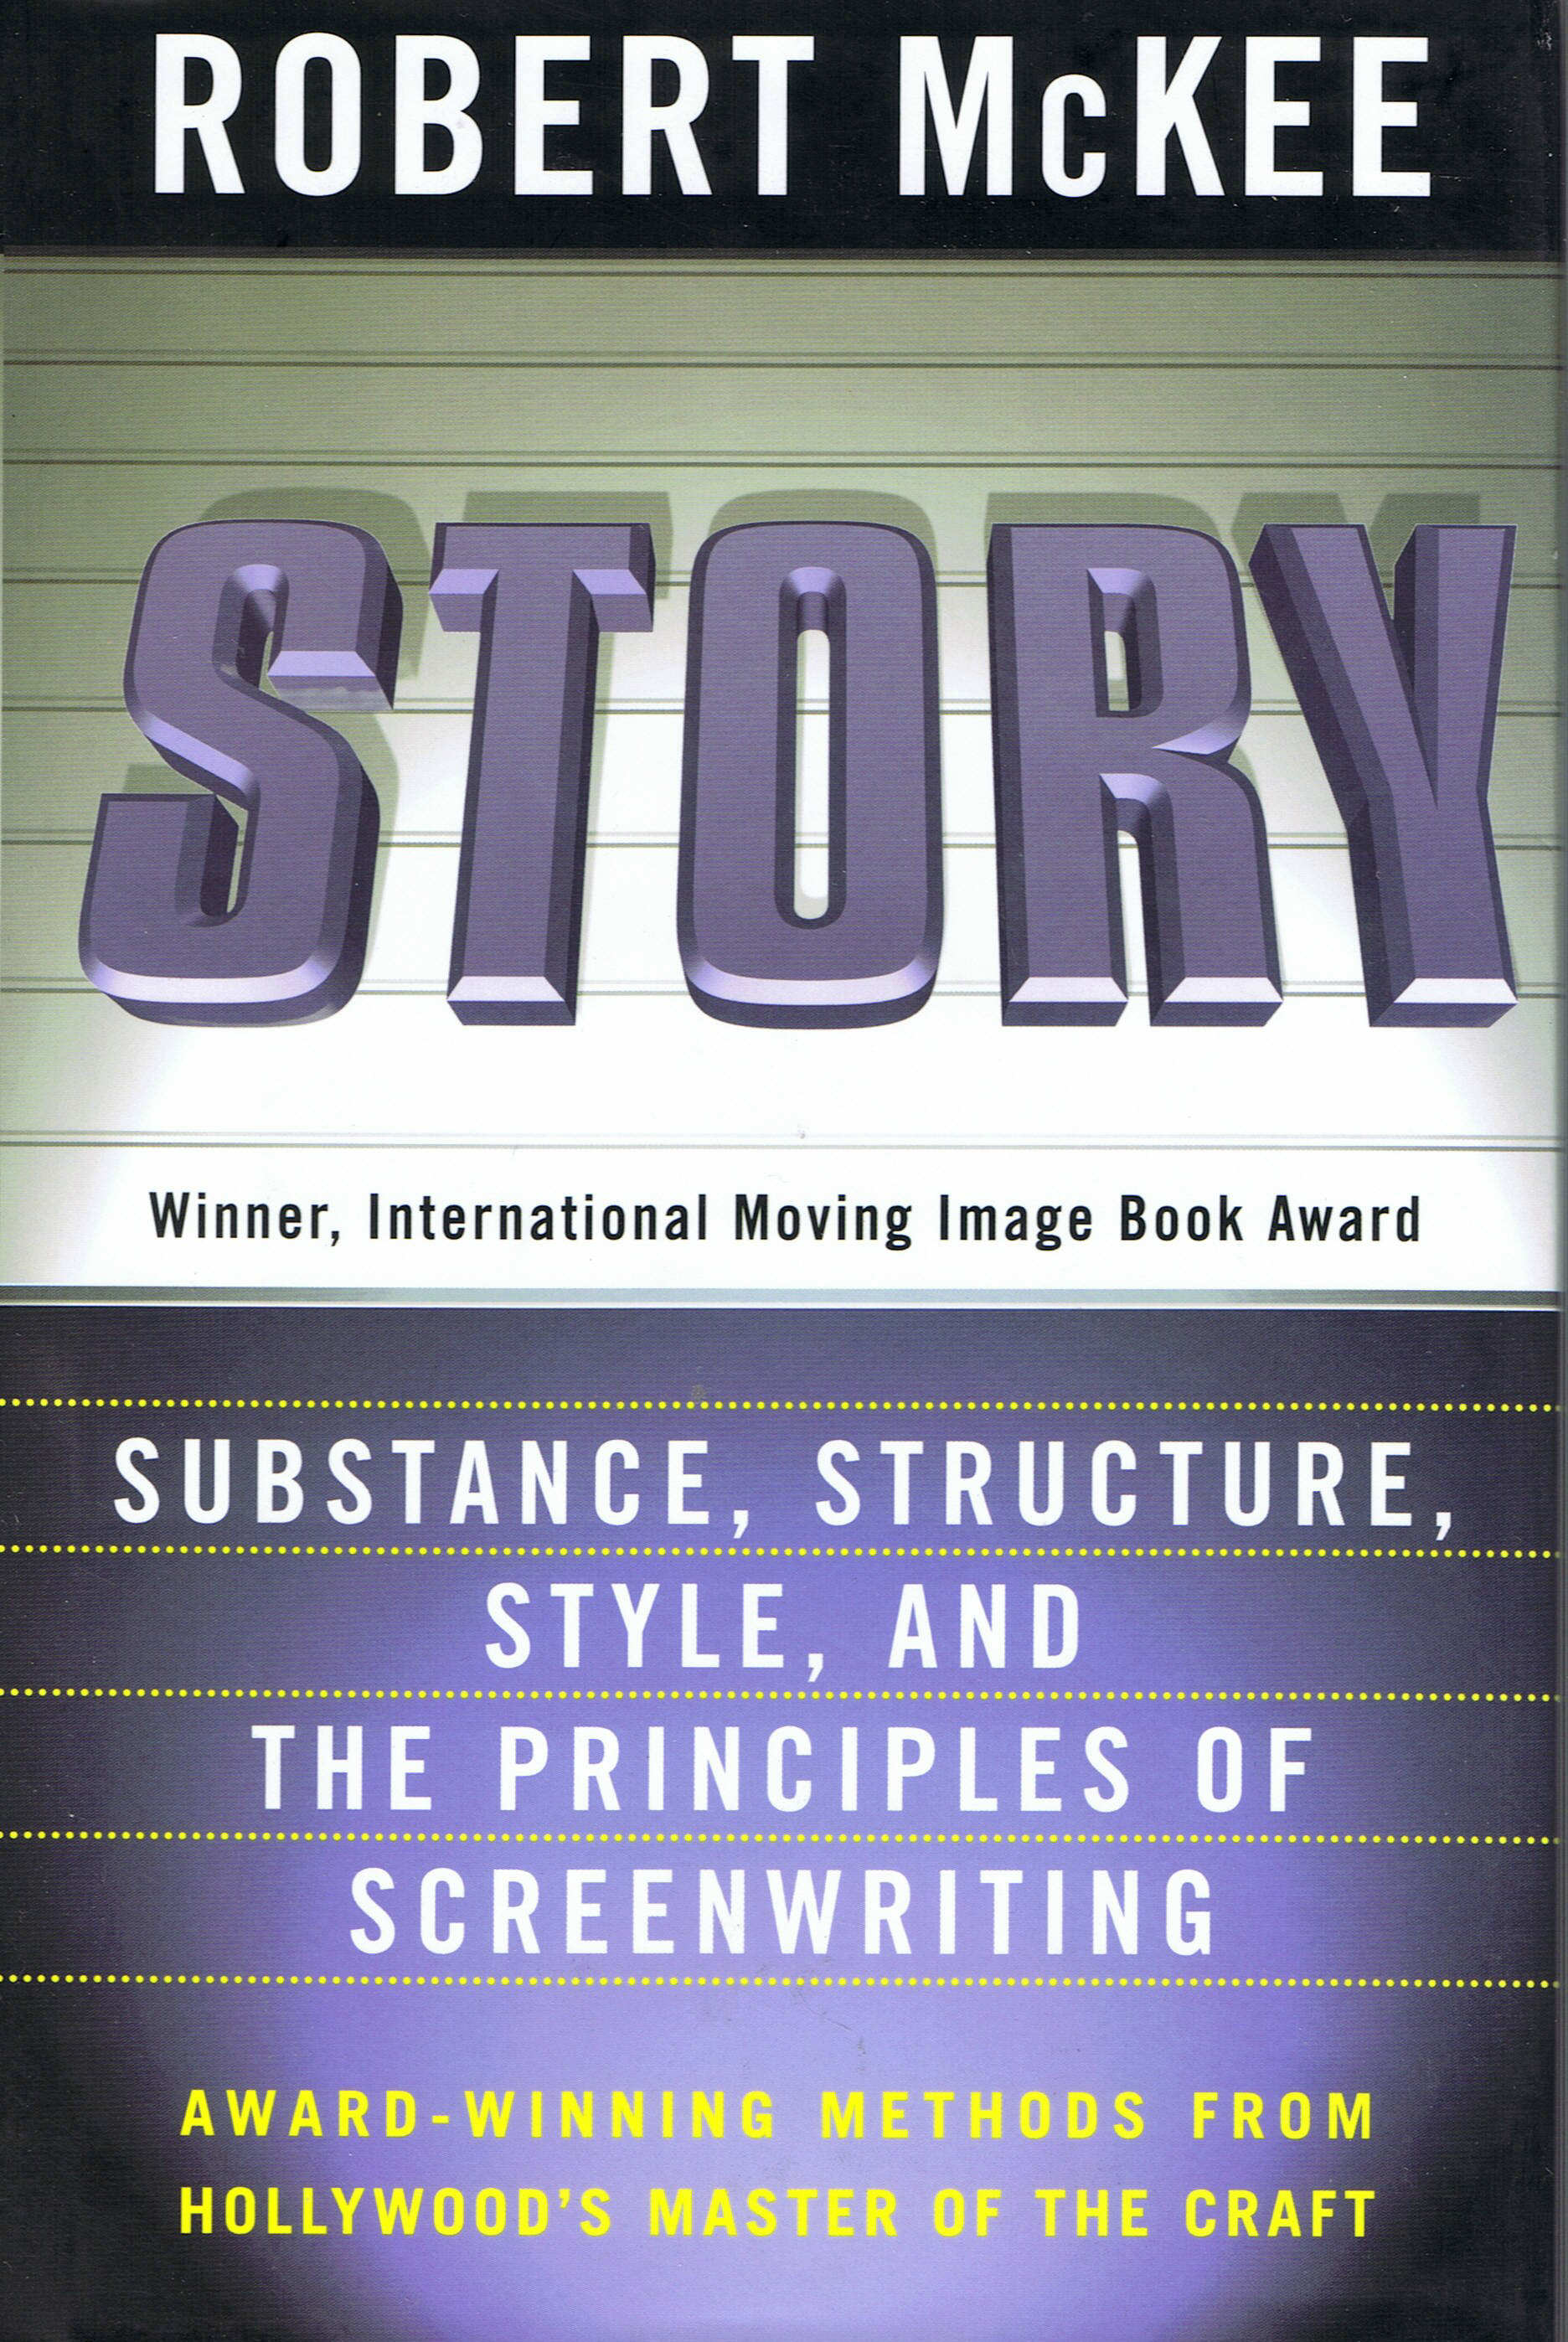 ROBERT McKEE
STORY
Winner, International Moving Image Book Award
SUBSTANCE, STRUCTURE,
STYLE, AND
THE PRINCIPLES OF
SCREENWRITING
AWARD-WINNING METHODS FROM
HOLLYWOOD'S MASTER OF THE CRAFT